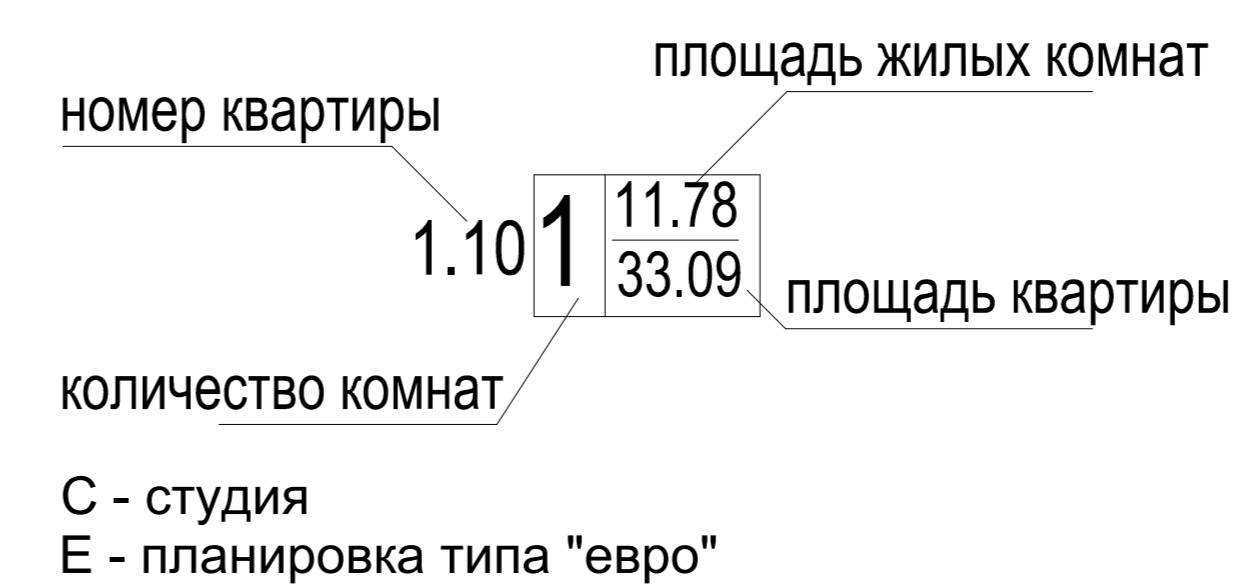 площадь жилых комнат
номер квартиры
1.10 1 11.78
33.09
площадь квартиры
количество комнат
С - студия
Е - планировка типа "евро"